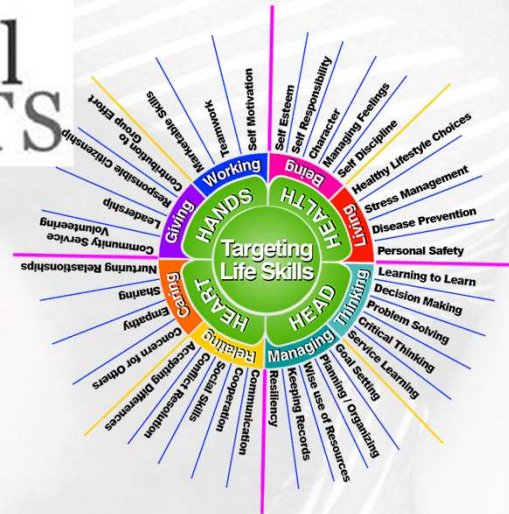 l
TS
Targeting
Life Skills
HEALTH
Being
Self Esteem
Self Responsibility
Character
Managing Feelings
Self Discipline
Living
Healthy Lifestyle Choices
Stress Management
Disease Prevention
Personal Safety
HEAD
Thinking
Learning to Learn
Decision Making
Problem Solving
Critical Thinking
Service Learning
Managing
Goal Setting
Planning / Organizing
Wise use of Resources
Keeping Records
Resiliency
HEART
Relating
Communication
Cooperation
Social Skills
Conflict Resolution
Accepting Differences
Caring
Concern for Others
Empathy
Sharing
Nurturing Relationships
HANDS
Giving
Community Service
Volunteering
Leadership
Responsible Citizenship
Contribution to
Group Effort
Working
Marketable Skills
Teamwork
Self Motivation